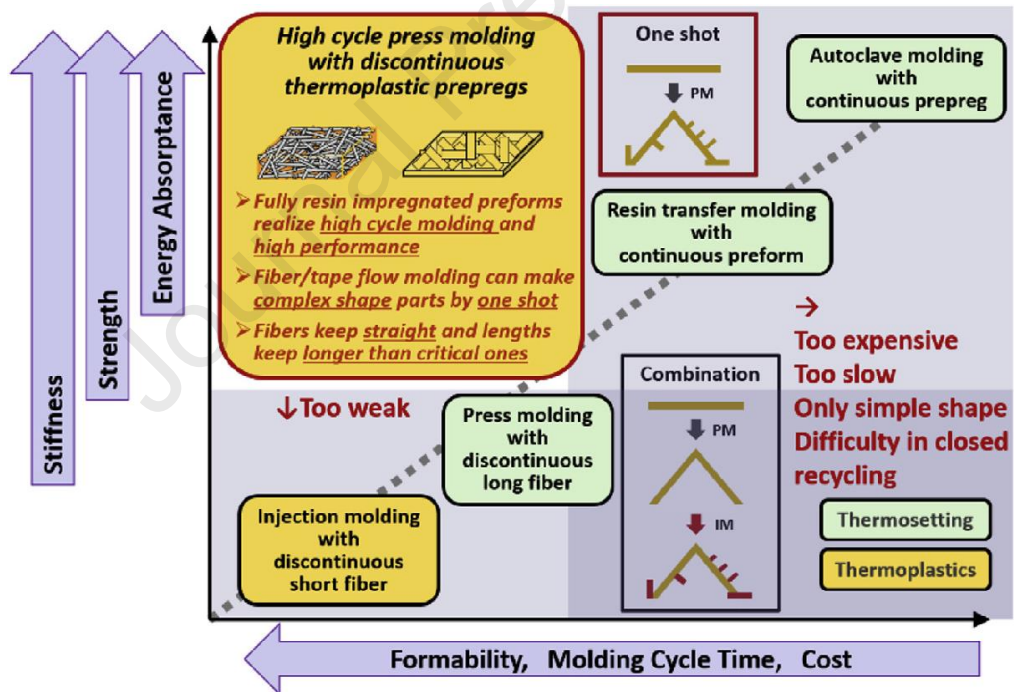 Journal Pre
High cycle press molding
with discontinuous
thermoplastic prepregs
➢Fully resin impregnated preforms
realize high cycle molding and
high performance
➢Fiber/tape flow molding can make
complex shape parts by one shot
➢Fibers keep straight and lengths
keep longer than critical ones
One shot
PM
Autoclave molding
with
continuous prepreg
Resin transfer molding
with
continuous preform
Stiffness
Strength
Energy Absorptance
→
Too expensive
Too slow
Only simple shape
Difficulty in closed
recycling
↓Too weak
Press molding
with
discontinuous
long fiber
Combination
PM
IM
Injection molding
with
discontinuous
short fiber
Thermosetting
Thermoplastics
Formability, Molding Cycle Time, Cost